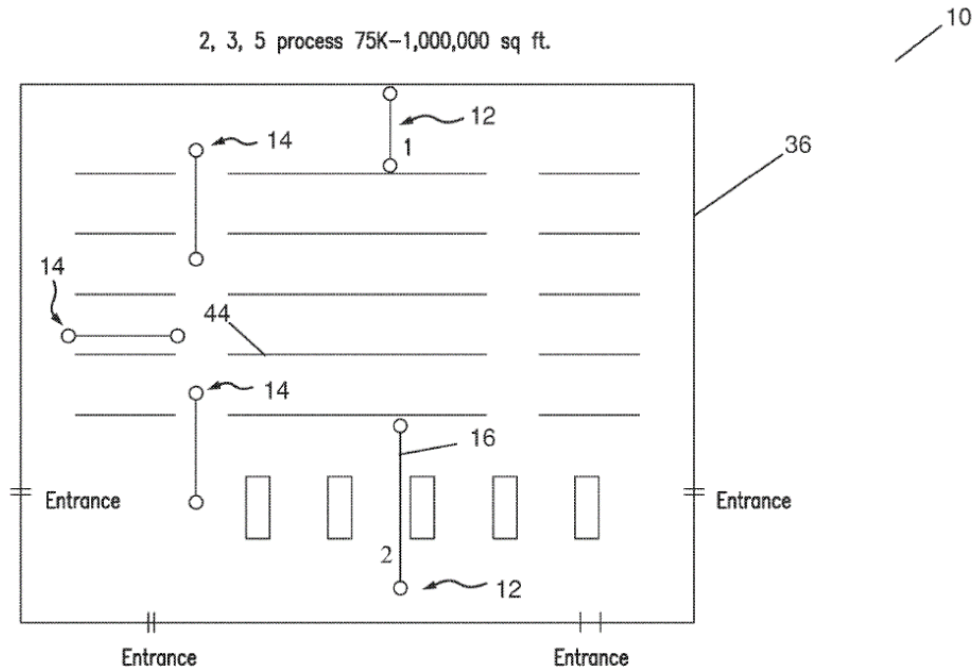 10
2, 3, 5 process 75K-1,000,000 sq ft.
12
14
1
36
14
44
14
16
Entrance
Entrance
2
12
Entrance
Entrance